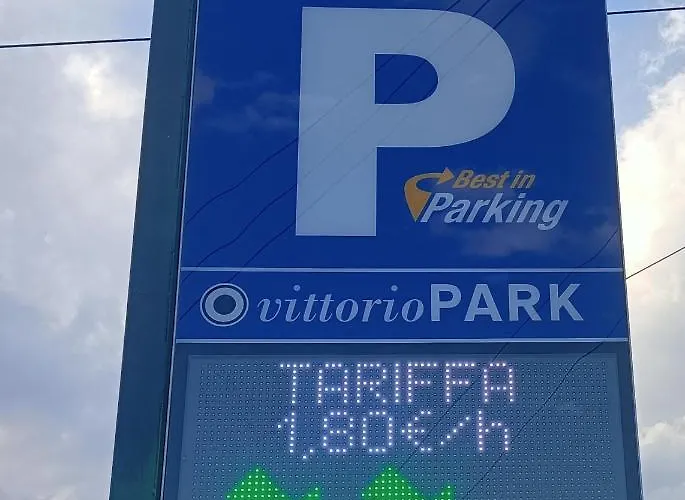 P
Best in
Parking
vittorioPARK
TARIFFA
1,80€/h